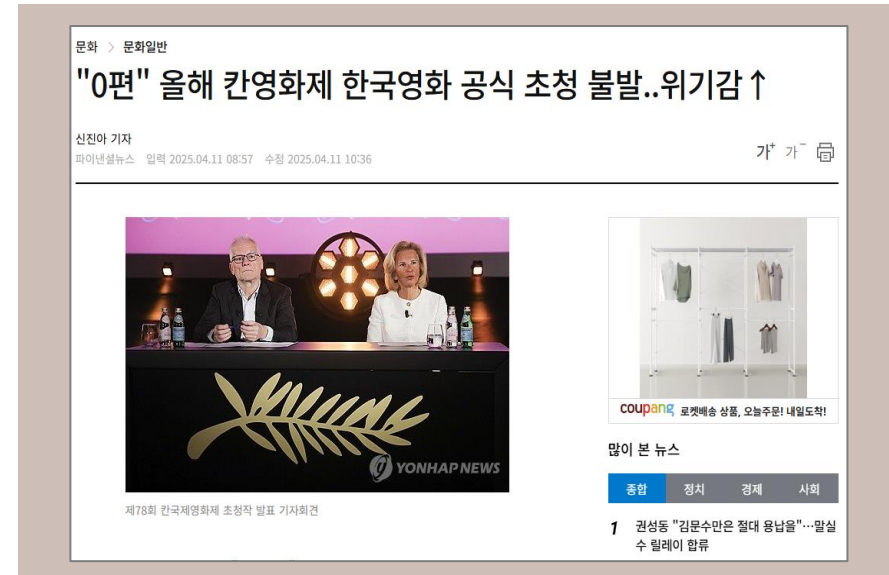 문화 > 문화일반
"0편" 올해 칸영화제 한국영화 공식 초청 불발..위기감↑
신진아 기자
파이낸셜뉴스 입력 2025.04.11 08:57 수정 2025.04.11 10:36
가+ 가-
YONHAP NEWS
제78회 칸국제영화제 초청작 발표 기자회견
coupang 로켓배송 상품, 오늘주문! 내일도착!
많이 본 뉴스
종합 정치 경제 사회
1 권성동 "김문수만은 절대 용납을"…말실
수 릴레이 합류